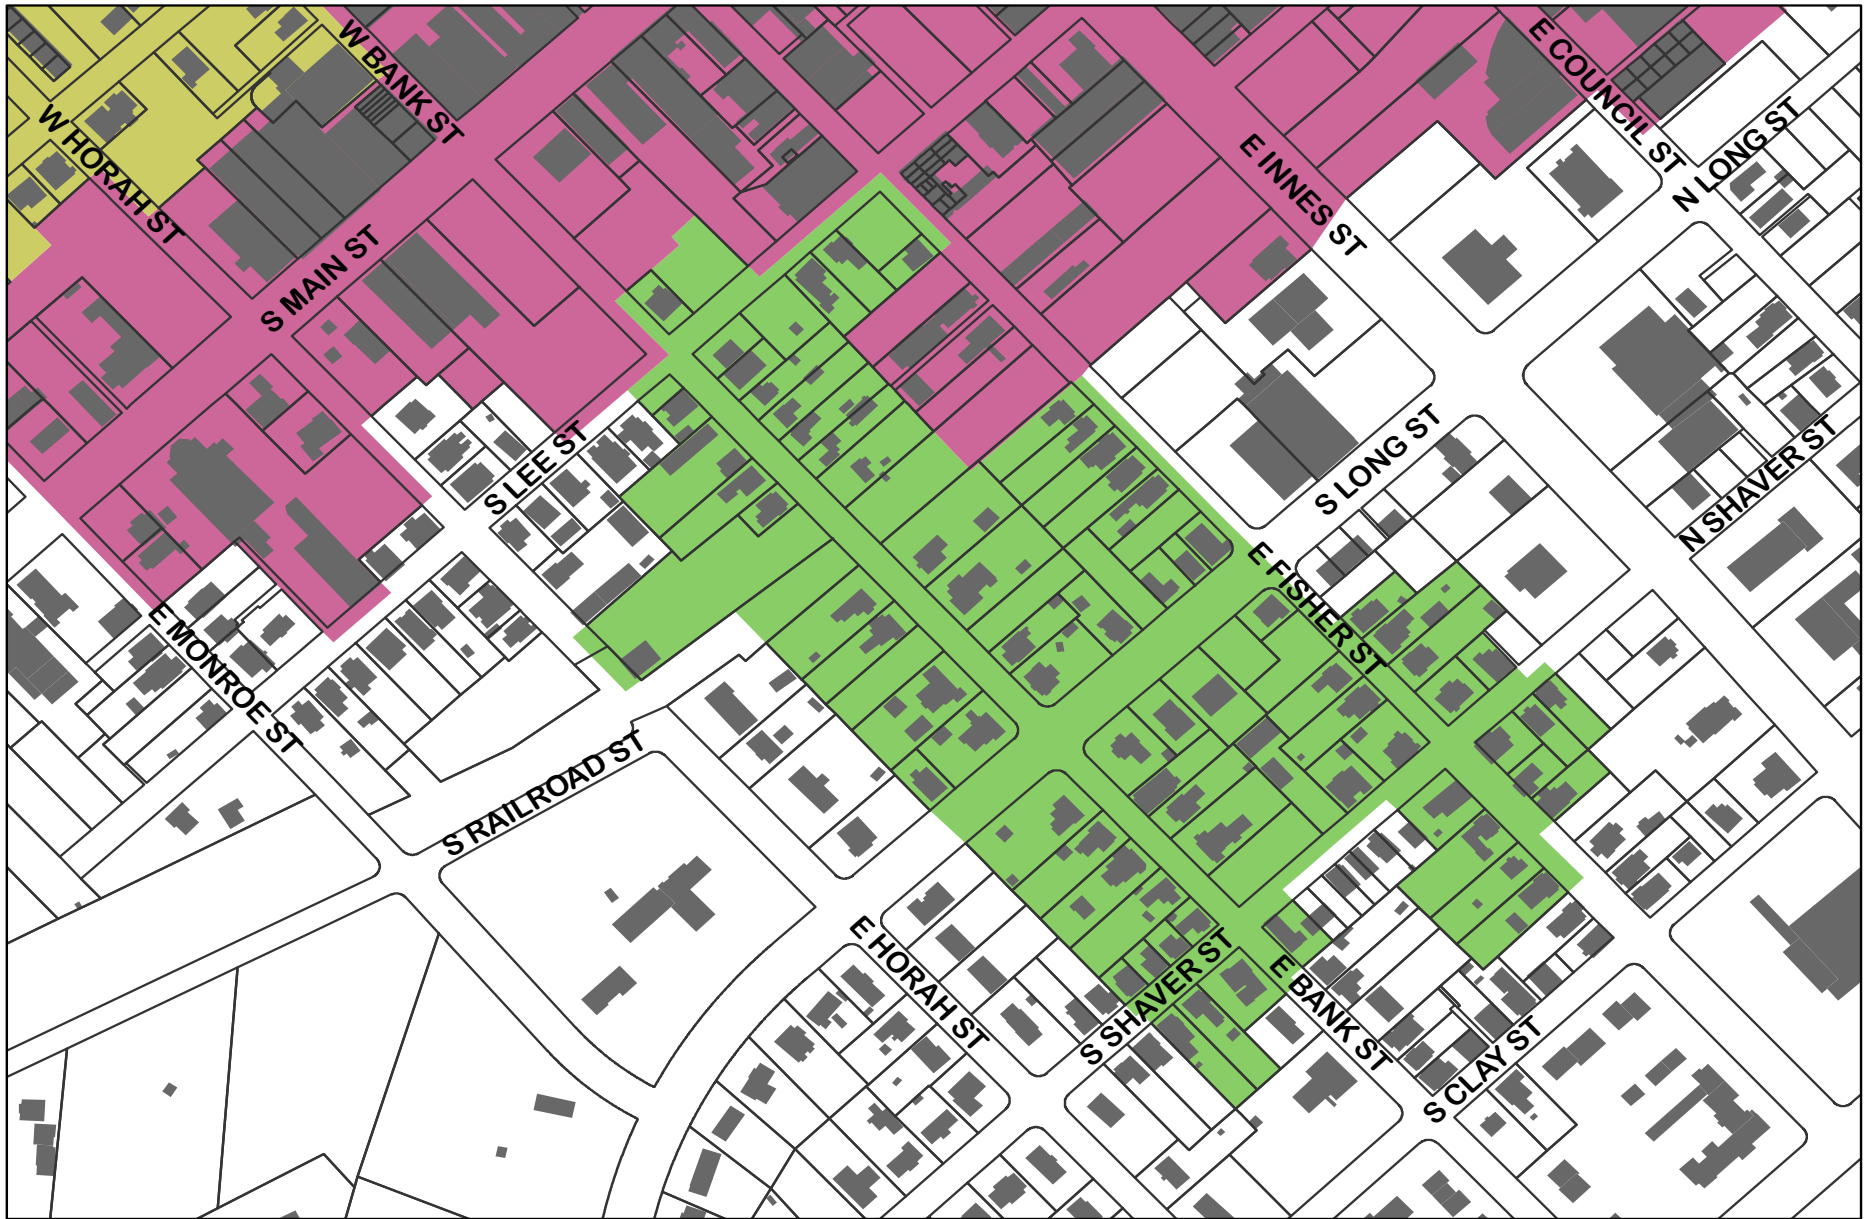 W BANK ST
E COUNCIL ST
W HORAH ST
N LONG ST
E INNES ST
S MAIN ST
S LEE ST
S LONG ST
N SHAVER ST
E FISHER ST
E MONROE ST
S RAILROAD ST
E HORAH ST
S SHAVER ST
E BANK ST
S CLAY ST